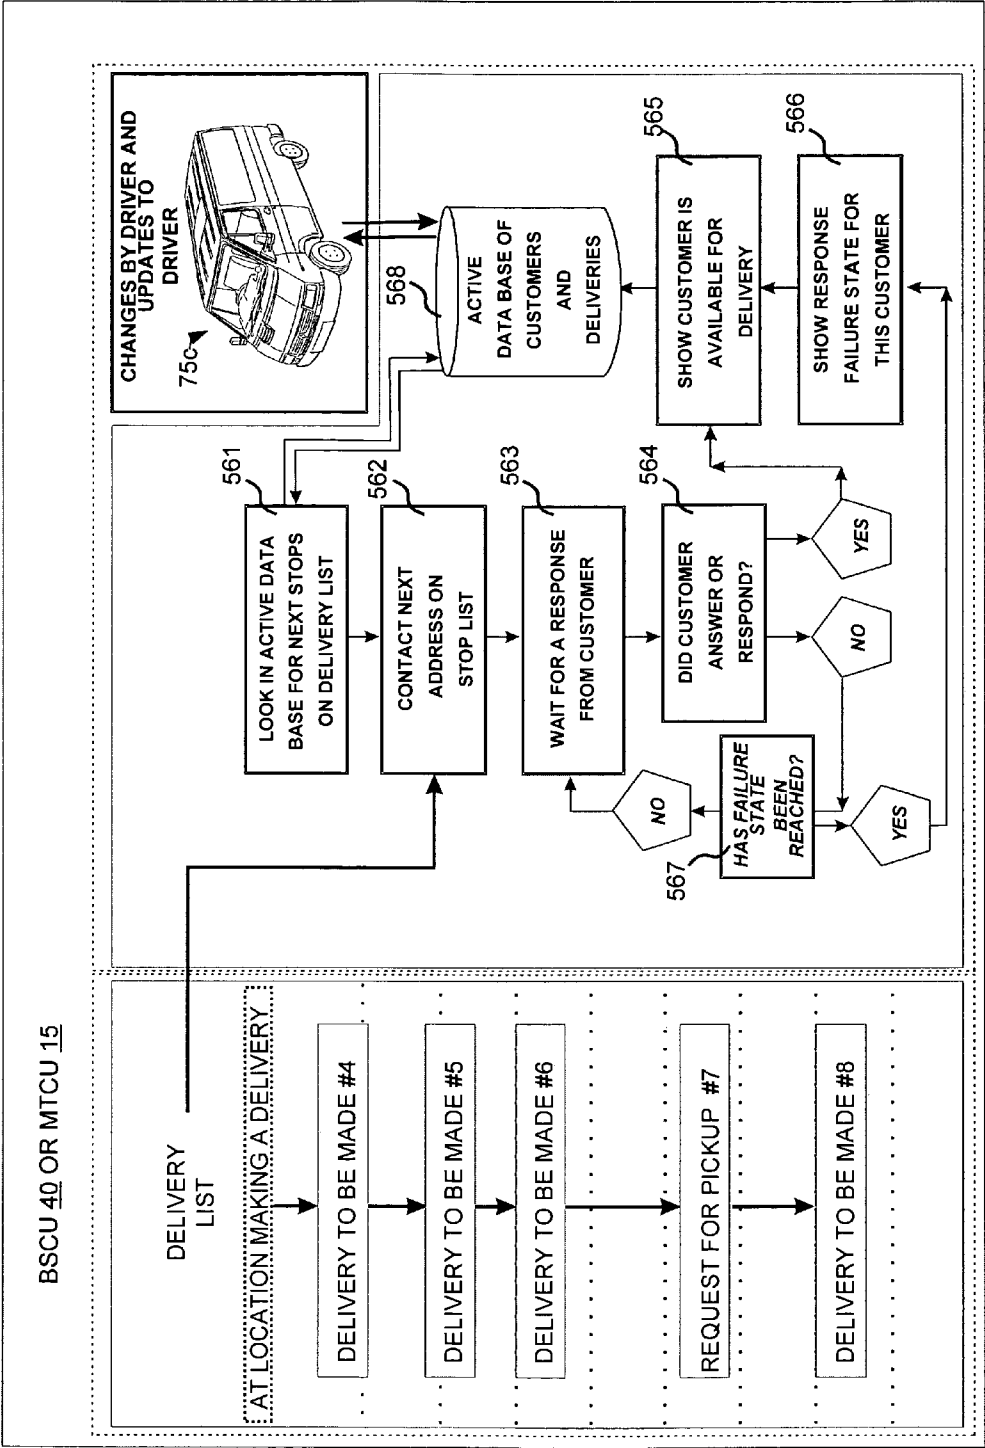 BSCU 40 OR MTCU 15
DELIVERY
LIST
AT LOCATION MAKING A DELIVERY
DELIVERY TO BE MADE #4
DELIVERY TO BE MADE #5
DELIVERY TO BE MADE #6
REQUEST FOR PICKUP #7
DELIVERY TO BE MADE #8
561
LOOK IN ACTIVE DATA
BASE FOR NEXT STOPS
ON DELIVERY LIST
562
CONTACT NEXT
ADDRESS ON
STOP LIST
563
WAIT FOR A RESPONSE
FROM CUSTOMER
564
DID CUSTOMER
ANSWER OR
RESPOND?
YES
NO
567
HAS FAILURE
STATE
BEEN
REACHED?
NO
YES
CHANGES BY DRIVER AND
UPDATES TO
DRIVER
75c
568
ACTIVE
DATA BASE OF
CUSTOMERS
AND
DELIVERIES
565
SHOW CUSTOMER IS
AVAILABLE FOR
DELIVERY
566
SHOW RESPONSE
FAILURE STATE FOR
THIS CUSTOMER